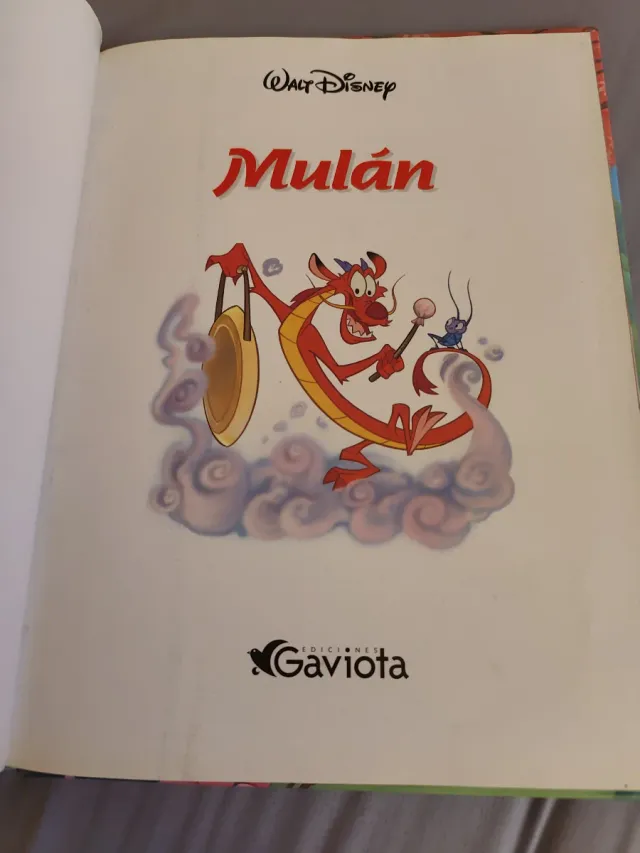 Walt Disney
Mulán
EDICIONES
Gaviota